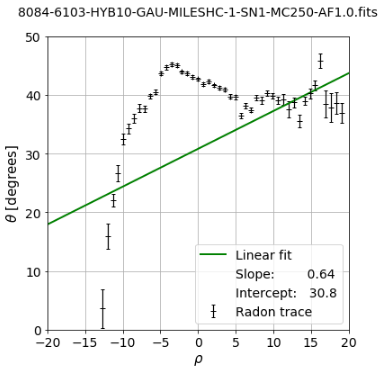 8084-6103-HYB10-GAU-MILESHC-1-SN1-MC250-AF1.0.fits
50
40
30
20
10
0
θ [degrees]
Linear fit
Slope: 0.64
Intercept: 30.8
Radon trace
−20 −15 −10 −5 0 5 10 15 20
ρ